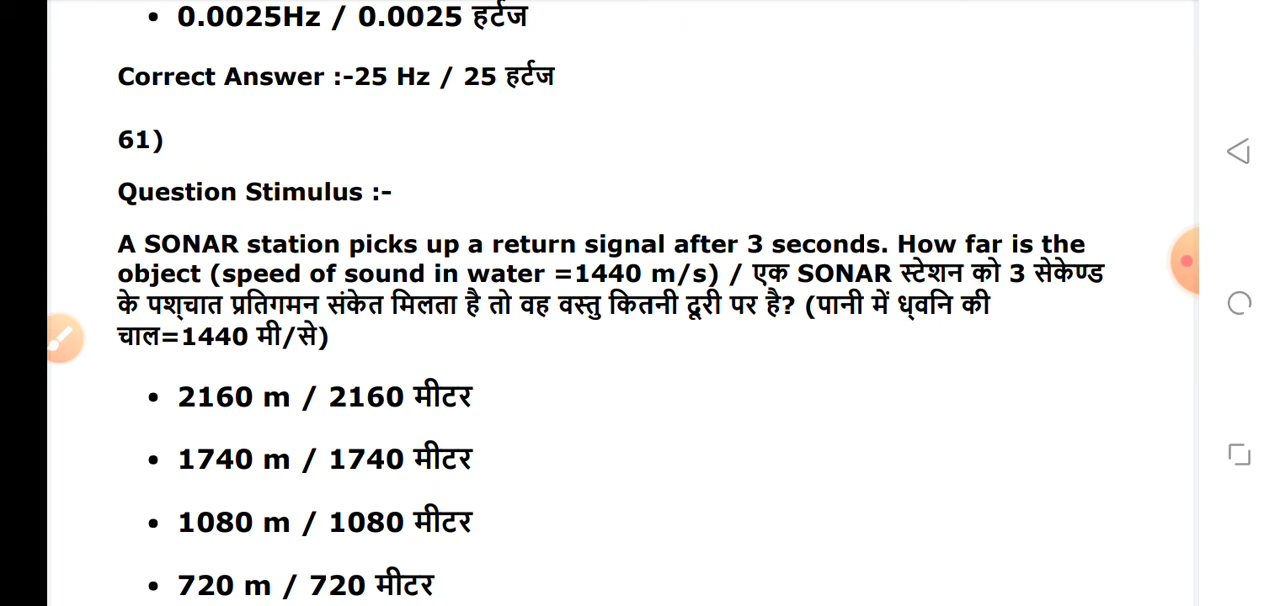 • 0.0025Hz / 0.0025 हर्टज
Correct Answer :-25 Hz / 25 हर्टज
61)
Question Stimulus :-
A SONAR station picks up a return signal after 3 seconds. How far is the
object (speed of sound in water =1440 m/s) / एक SONAR स्टेशन को 3 सेकेण्ड
के पश्चात प्रतिगमन संकेत मिलता है तो वह वस्तु कितनी दूरी पर है? (पानी में ध्वनि की
चाल=1440 मी/से)
• 2160 m / 2160 मीटर
• 1740 m / 1740 मीटर
• 1080 m / 1080 मीटर
• 720 m / 720 मीटर